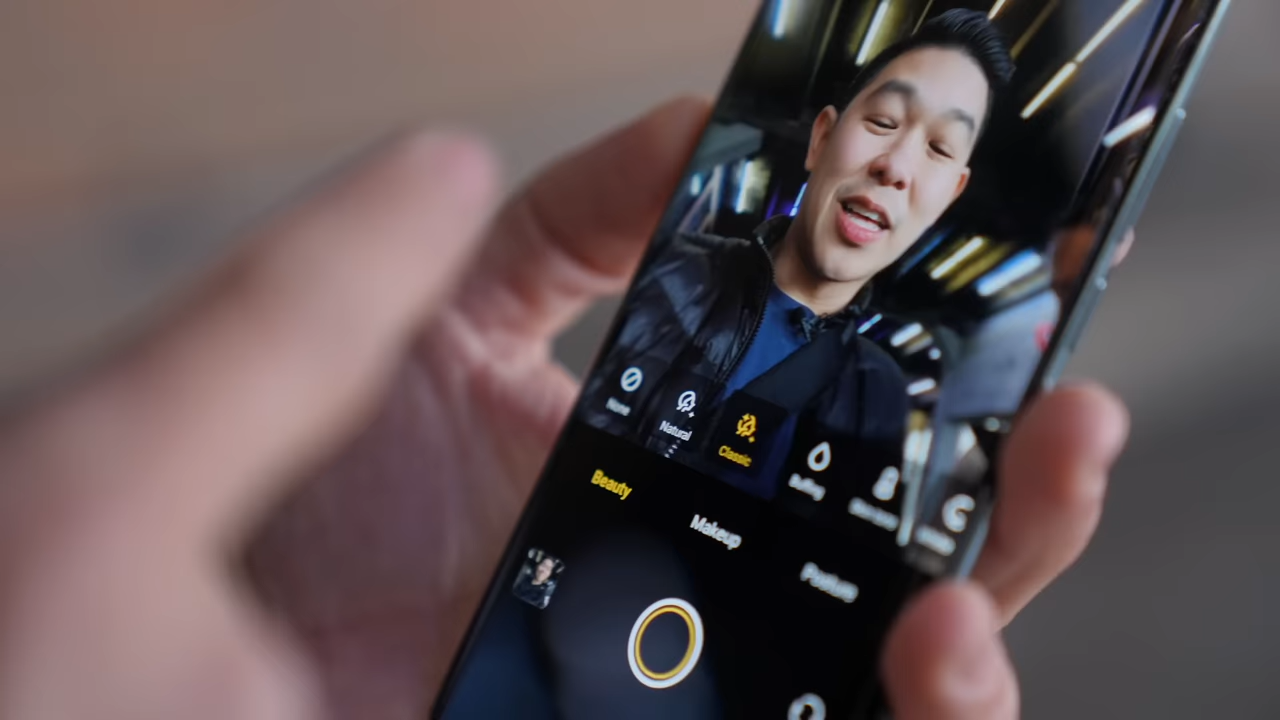 None
Natural
Classic
Buffing
Beauty
Makeup
Posture